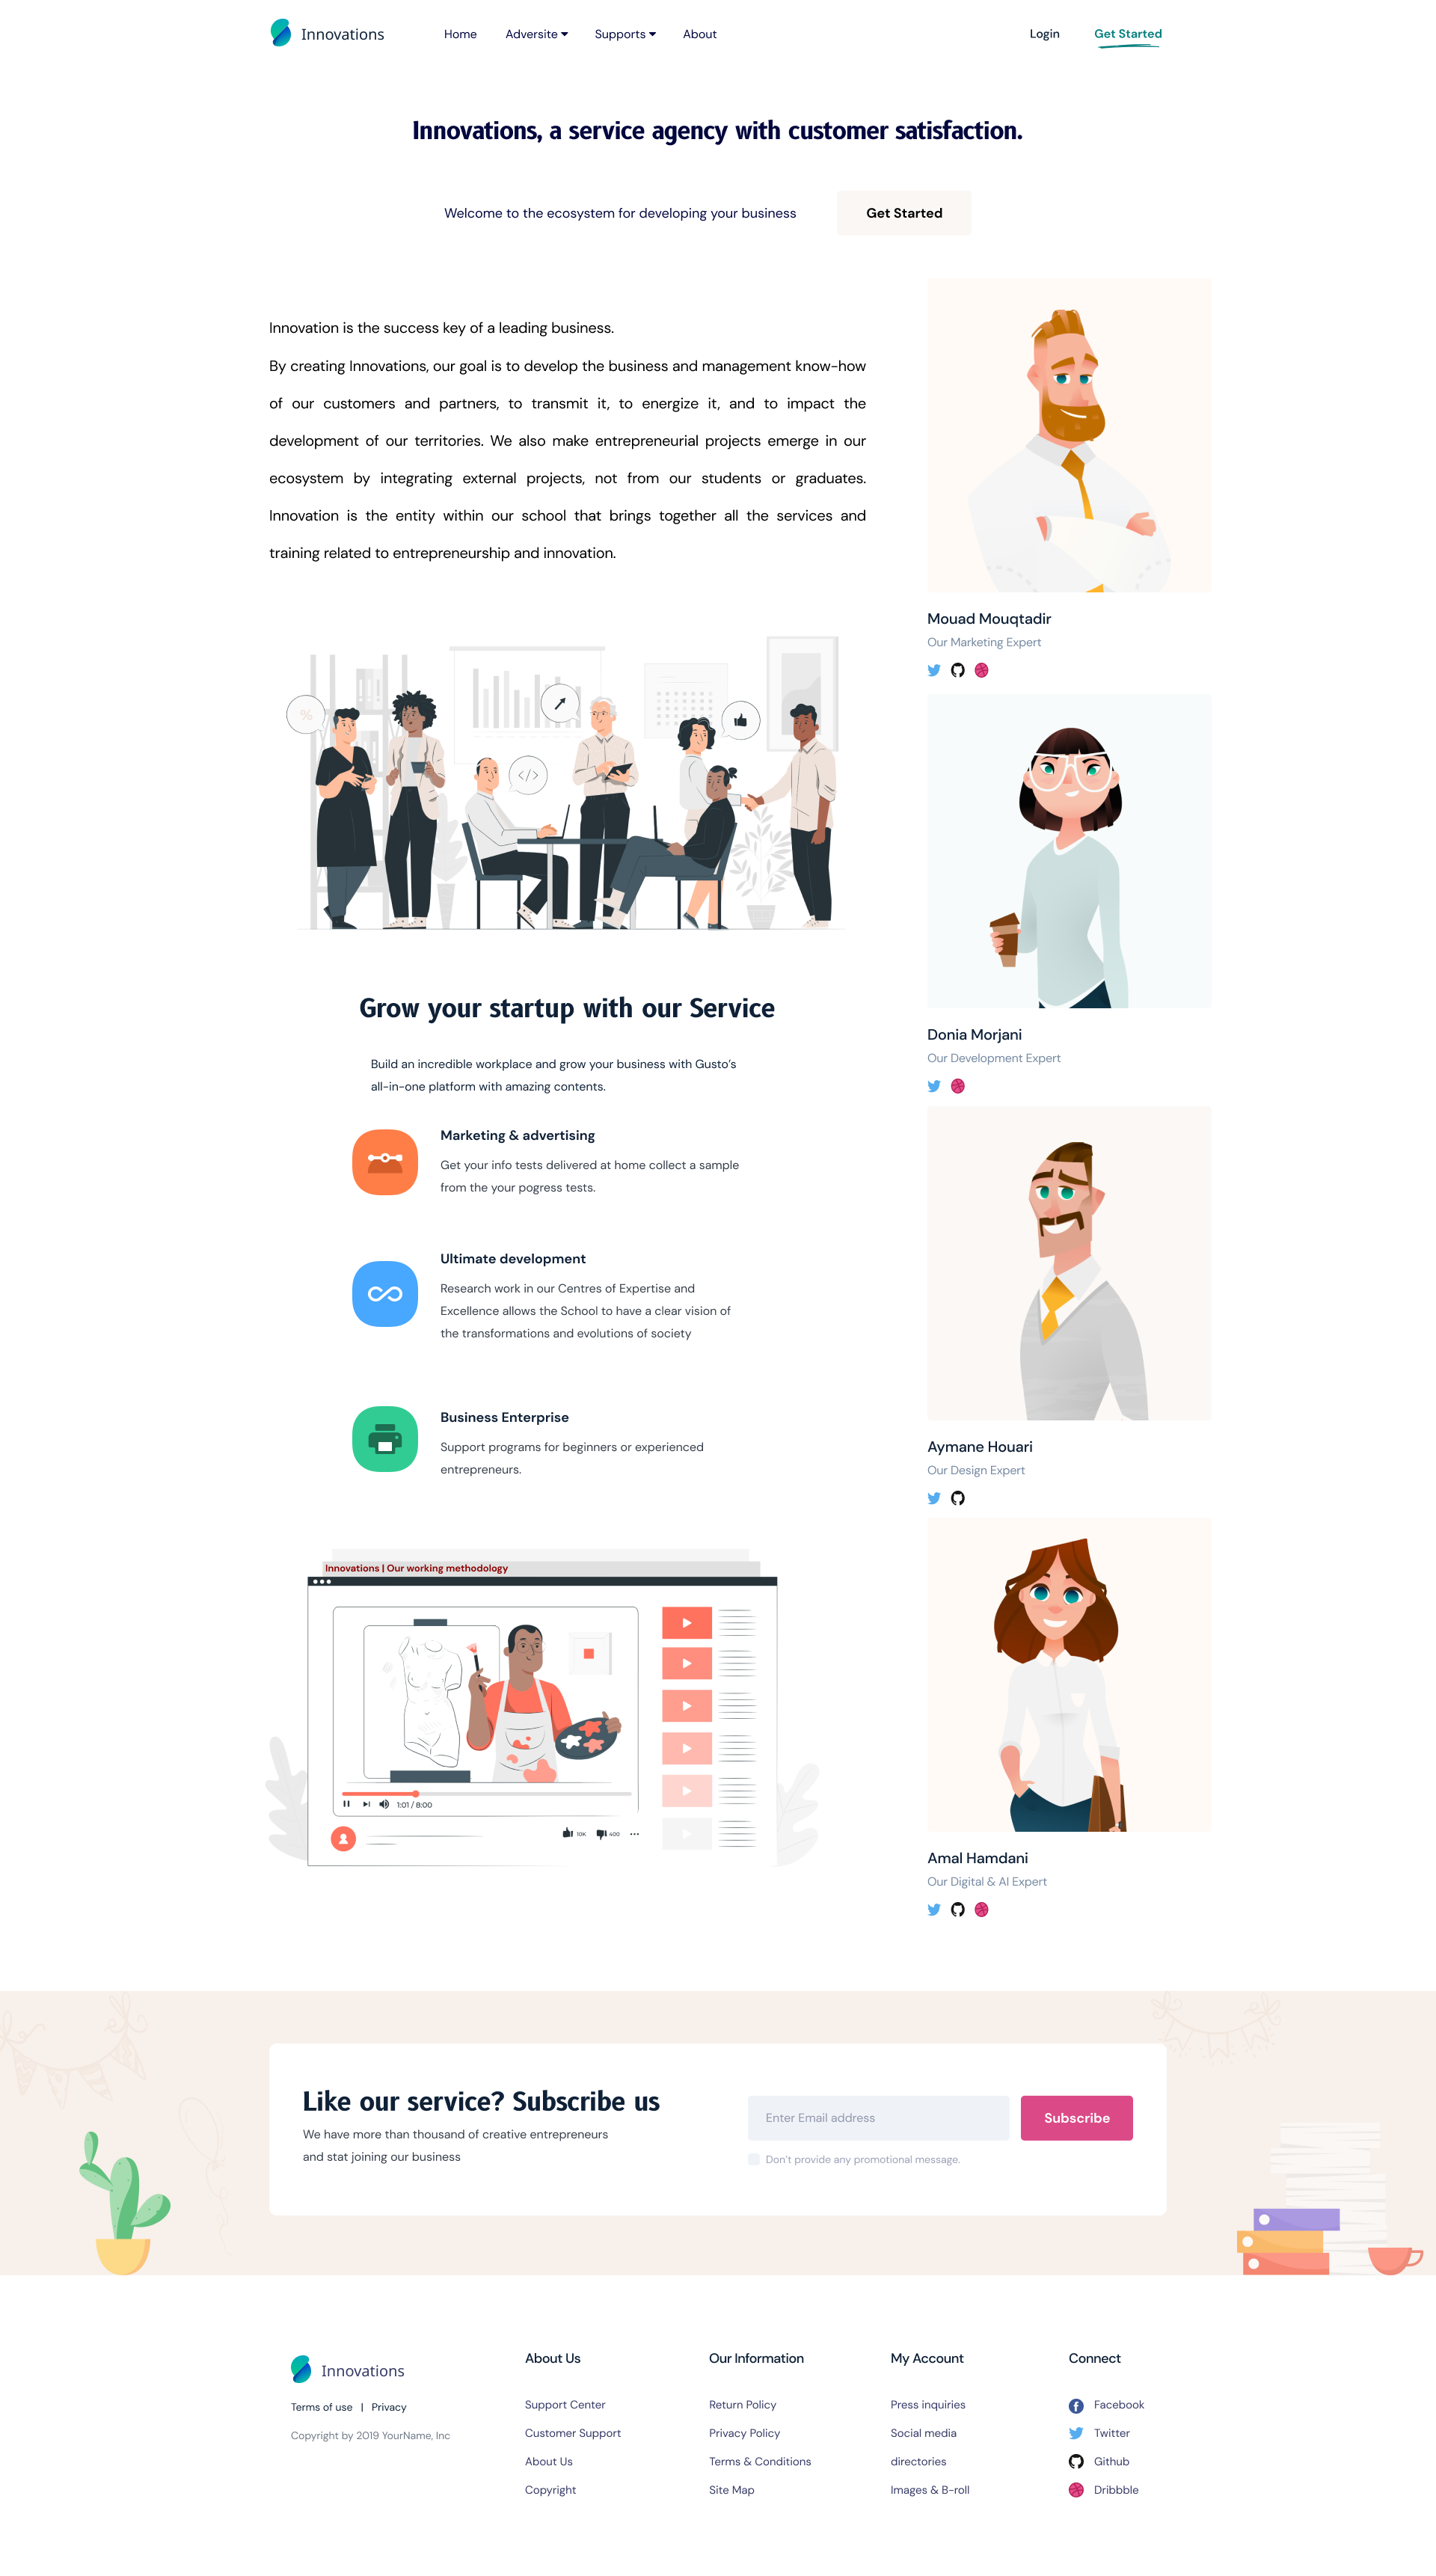 Innovations
Home
Adversite
Supports
About
Login
Get Started
Innovations, a service agency with customer satisfaction.
Welcome to the ecosystem for developing your business
Get Started
Innovation is the success key of a leading business.
By creating Innovations, our goal is to develop the business and management know-how
of our customers and partners, to transmit it, to energize it, and to impact the
development of our territories. We also make entrepreneurial projects emerge in our
ecosystem by integrating external projects, not from our students or graduates.
Innovation is the entity within our school that brings together all the services and
training related to entrepreneurship and innovation.
%
</>
Grow your startup with our Service
Build an incredible workplace and grow your business with Gusto's
all-in-one platform with amazing contents.
Marketing & advertising
Get your info tests delivered at home collect a sample
from the your pogress tests.
Ultimate development
Research work in our Centres of Expertise and
Excellence allows the School to have a clear vision of
the transformations and evolutions of society
Business Enterprise
Support programs for beginners or experienced
entrepreneurs.
Innovations | Our working methodology
1:01 / 8:00
10K
400
Mouad Mouqtadir
Our Marketing Expert
Donia Morjani
Our Development Expert
Aymane Houari
Our Design Expert
Amal Hamdani
Our Digital & AI Expert
Like our service? Subscribe us
We have more than thousand of creative entrepreneurs
and stat joining our business
Enter Email address
Subscribe
Don't provide any promotional message.
Innovations
Terms of use | Privacy
Copyright by 2019 YourName, Inc
About Us
Support Center
Customer Support
About Us
Copyright
Our Information
Return Policy
Privacy Policy
Terms & Conditions
Site Map
My Account
Press inquiries
Social media
directories
Images & B-roll
Connect
Facebook
Twitter
Github
Dribbble